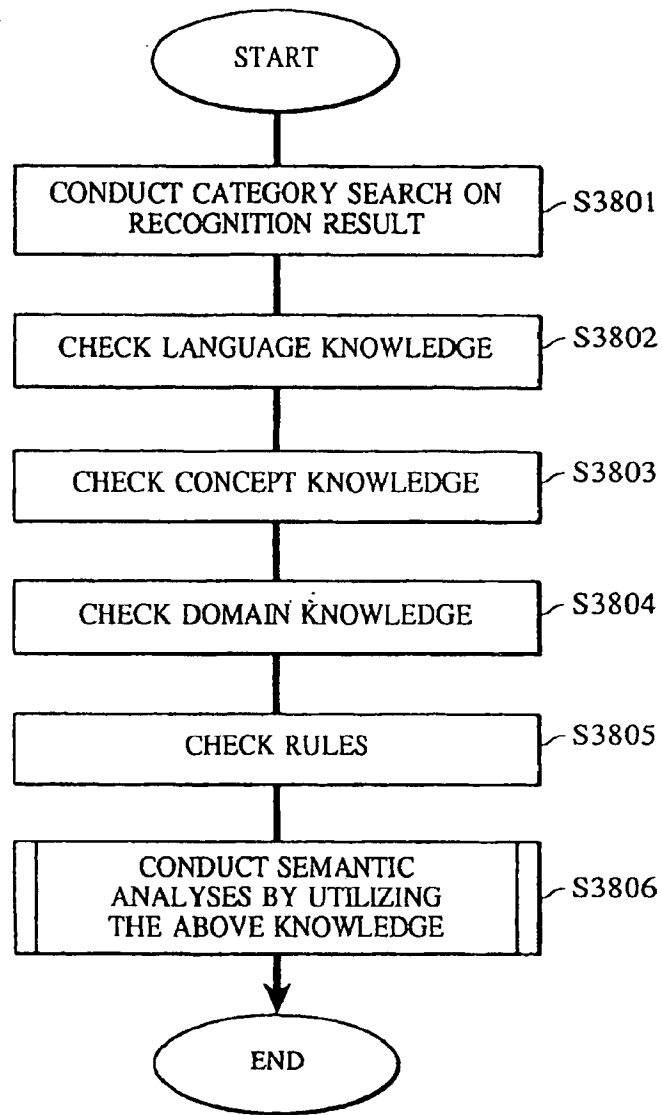 START
CONDUCT CATEGORY SEARCH ON
RECOGNITION RESULT
S3801
CHECK LANGUAGE KNOWLEDGE
S3802
CHECK CONCEPT KNOWLEDGE
S3803
CHECK DOMAIN KNOWLEDGE
S3804
CHECK RULES
S3805
CONDUCT SEMANTIC
ANALYSES BY UTILIZING
THE ABOVE KNOWLEDGE
S3806
END